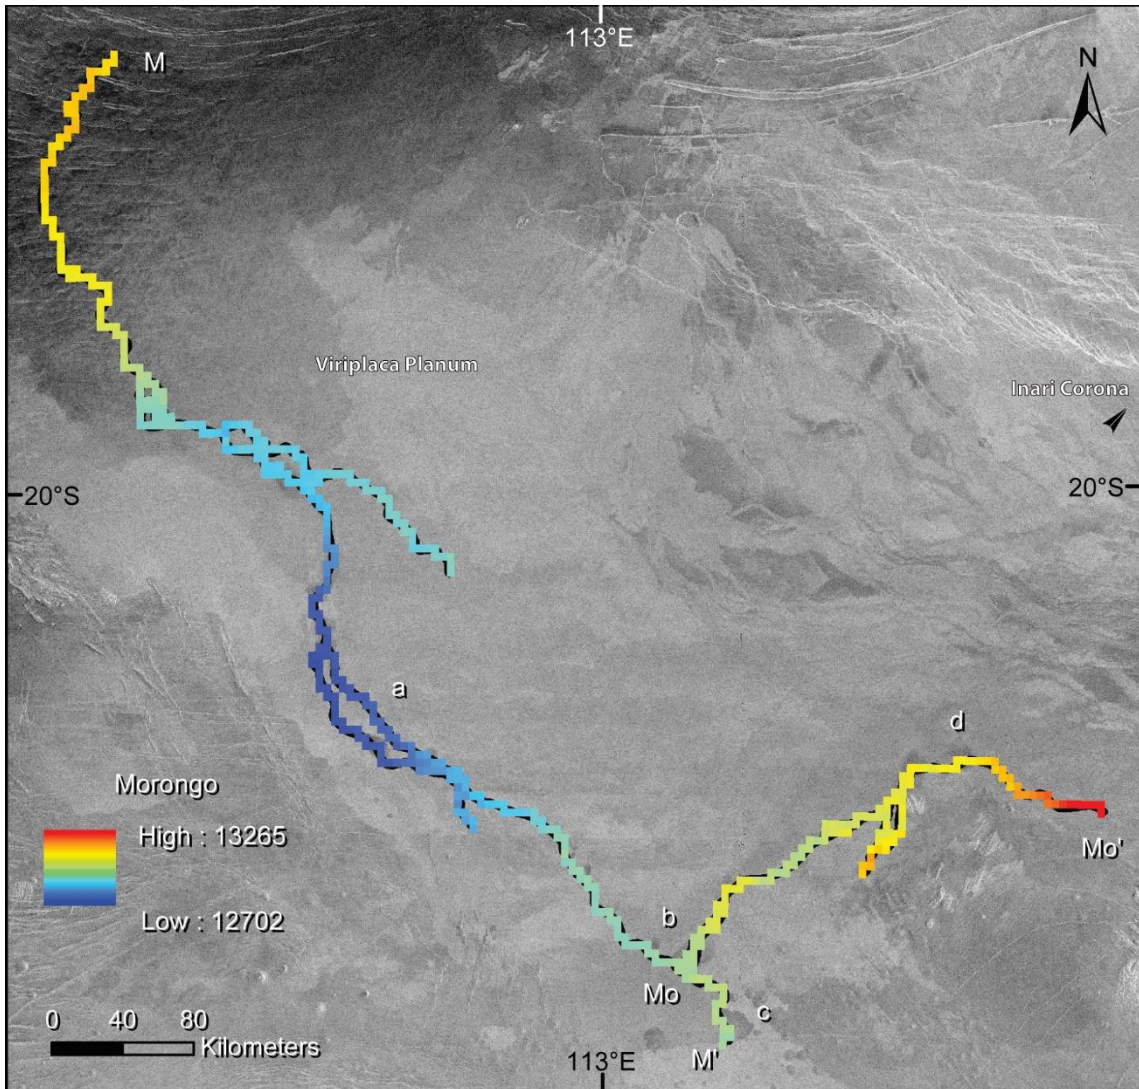 113°E
M
N
Viriplaca Planum
Inari Corona
20°S
20°S
a
d
Morongo
High : 13265
Low : 12702
Mo'
b
Mo
c
0 40 80
Kilometers
M'
113°E